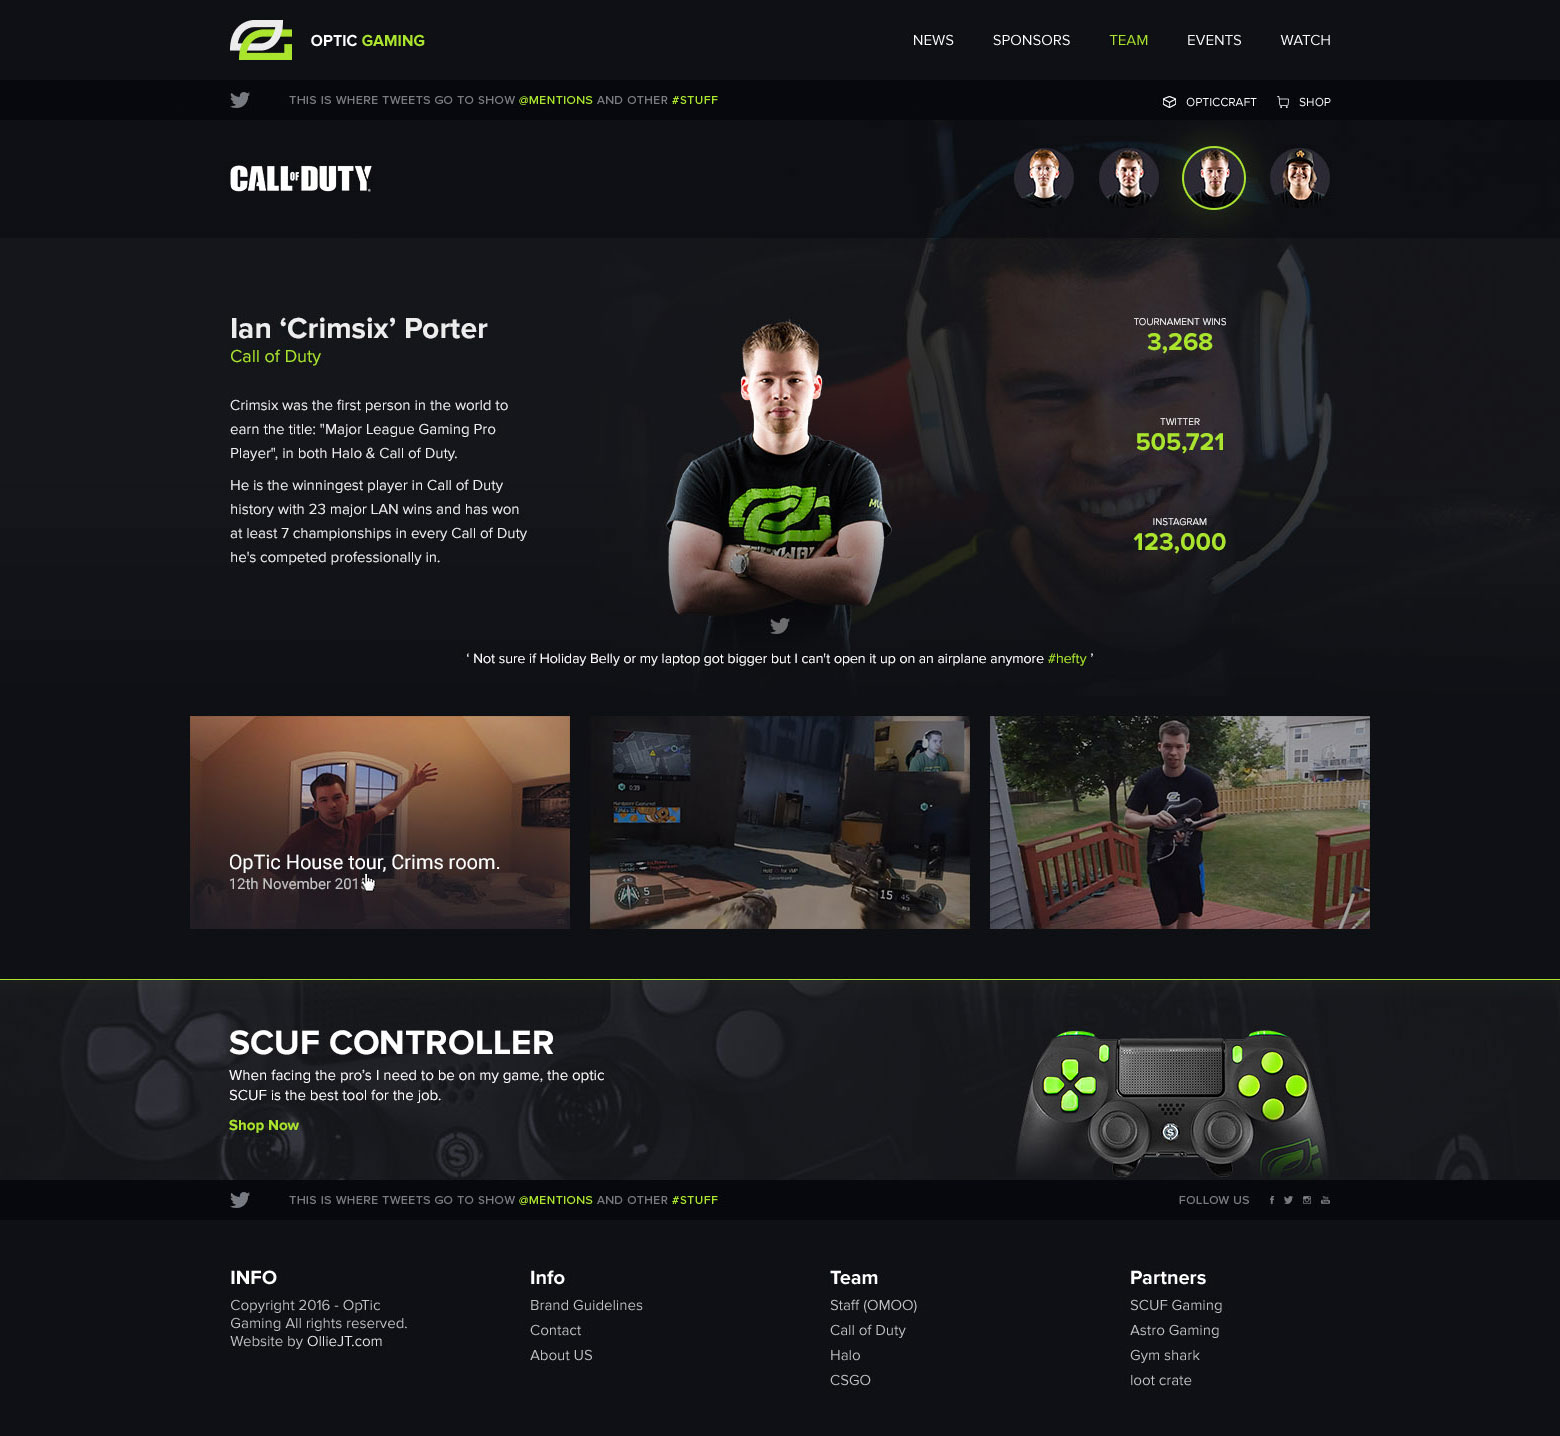 OPTIC GAMING
NEWS
SPONSORS
TEAM
EVENTS
WATCH
THIS IS WHERE TWEETS GO TO SHOW @MENTIONS AND OTHER #STUFF
OPTICCRAFT
SHOP
CALL OF DUTY
Ian ‘Crimsix’ Porter
Call of Duty
Crimsix was the first person in the world to
earn the title: "Major League Gaming Pro
Player", in both Halo & Call of Duty.
He is the winningest player in Call of Duty
history with 23 major LAN wins and has won
at least 7 championships in every Call of Duty
he's competed professionally in.
TOURNAMENT WINS
3,268
TWITTER
505,721
INSTAGRAM
123,000
‘ Not sure if Holiday Belly or my laptop got bigger but I can't open it up on an airplane anymore #hefty ’
OpTic House tour, Crims room.
12th November
0:39
Hardpoint Captured
5
2
15
45
SCUF CONTROLLER
When facing the pro's I need to be on my game, the optic
SCUF is the best tool for the job.
Shop Now
THIS IS WHERE TWEETS GO TO SHOW @MENTIONS AND OTHER #STUFF
FOLLOW US
INFO
Copyright 2016 - OpTic
Gaming All rights reserved.
Website by OllieJT.com
Info
Brand Guidelines
Contact
About US
Team
Staff (OMOO)
Call of Duty
Halo
CSGO
Partners
SCUF Gaming
Astro Gaming
Gym shark
loot crate